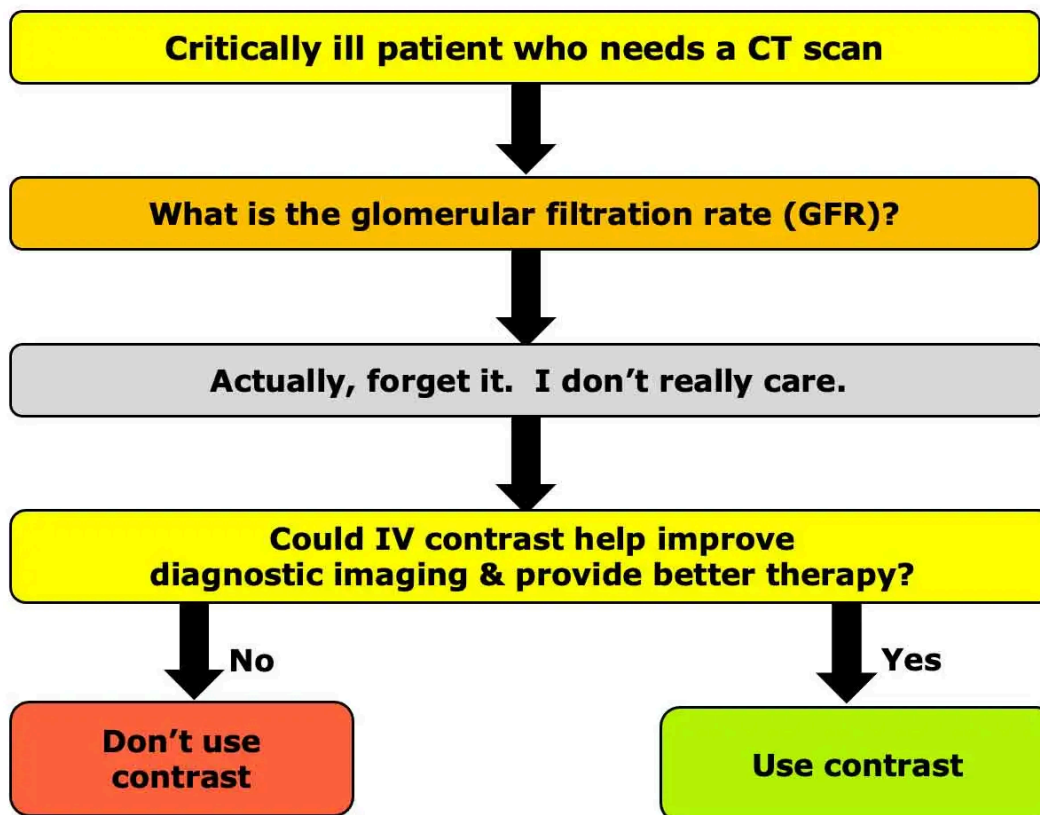 Critically ill patient who needs a CT scan
What is the glomerular filtration rate (GFR)?
Actually, forget it.  I don’t really care.
Could IV contrast help improve
diagnostic imaging & provide better therapy?
No
Yes
Don’t use
contrast
Use contrast